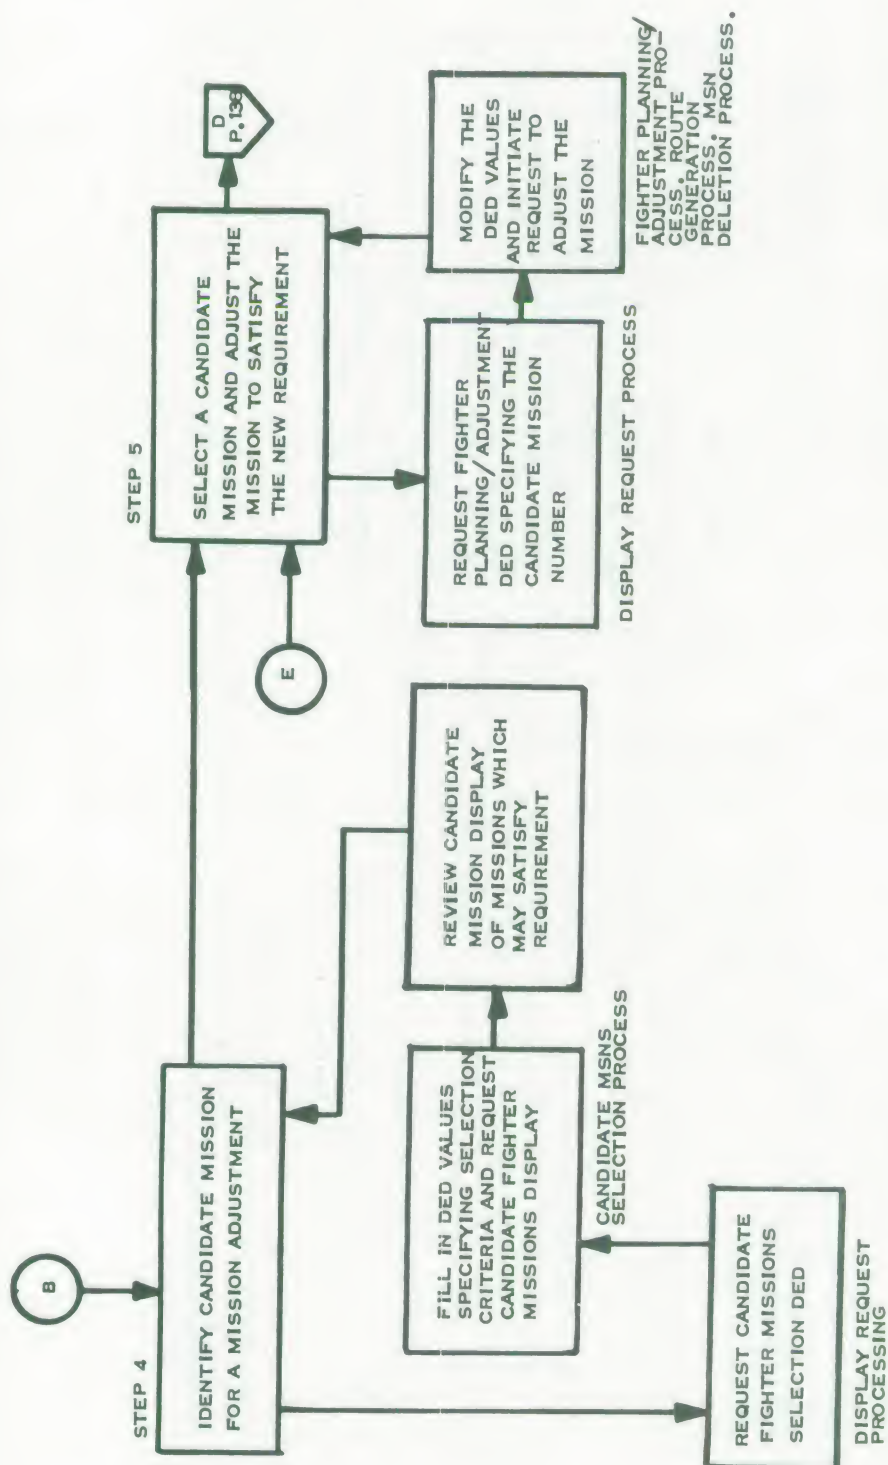 B
STEP 4
IDENTIFY CANDIDATE MISSION
FOR A MISSION ADJUSTMENT
REQUEST CANDIDATE
FIGHTER MISSIONS
SELECTION DED
DISPLAY REQUEST
PROCESSING
FILL IN DED VALUES
SPECIFYING SELECTION
CRITERIA AND REQUEST
CANDIDATE FIGHTER
MISSIONS DISPLAY
CANDIDATE MSNS
SELECTION PROCESS
REVIEW CANDIDATE
MISSION DISPLAY
OF MISSIONS WHICH
MAY SATISFY
REQUIREMENT
E
STEP 5
SELECT A CANDIDATE
MISSION AND ADJUST THE
MISSION TO SATISFY
THE NEW REQUIREMENT
D
P.138
REQUEST FIGHTER
PLANNING/ADJUSTMENT
DED SPECIFYING THE
CANDIDATE MISSION
NUMBER
DISPLAY REQUEST PROCESS
MODIFY THE
DED VALUES
AND INITIATE
REQUEST TO
ADJUST THE
MISSION
FIGHTER PLANNING/
ADJUSTMENT PRO-
CESS. ROUTE
GENERATION
PROCESS. MSN
DELETION PROCESS.